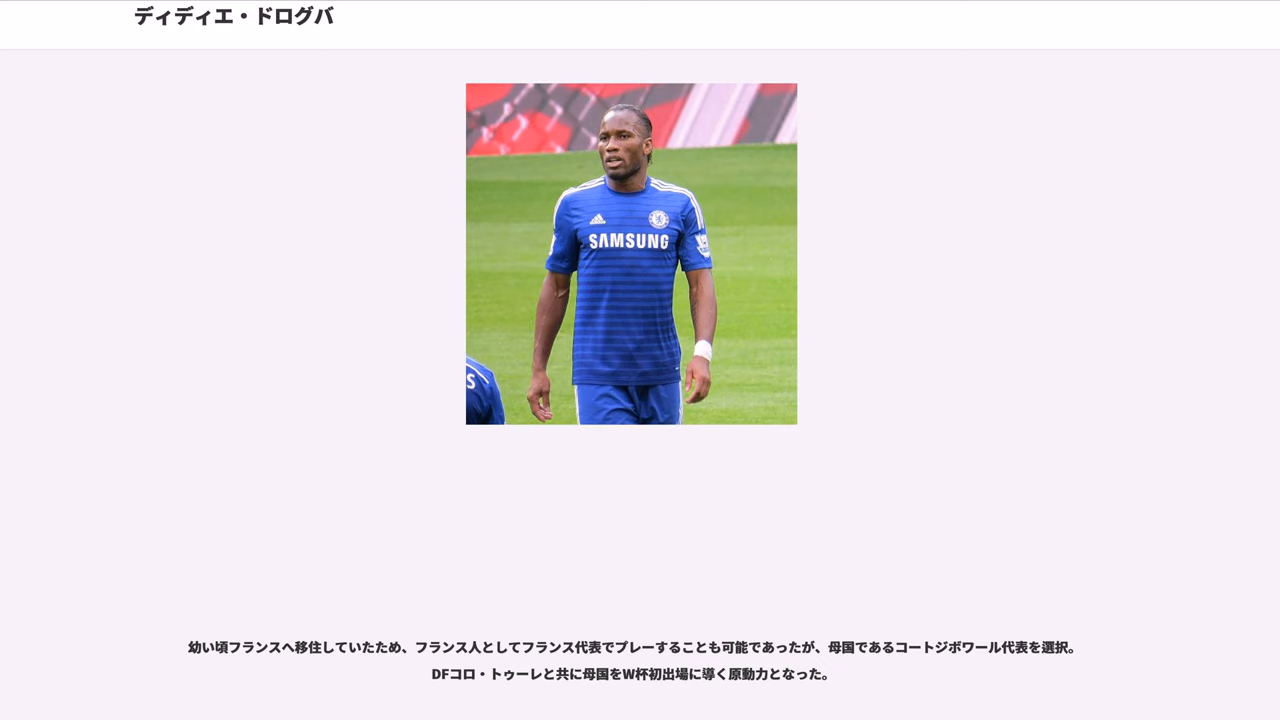 ディディエ・ドログバ
SAMSUNG
S
幼い頃フランスへ移住していたため、フランス人としてフランス代表でプレーすることも可能であったが、母国であるコートジボワール代表を選択。
DFコロ・トゥーレと共に母国をW杯初出場に導く原動力となった。